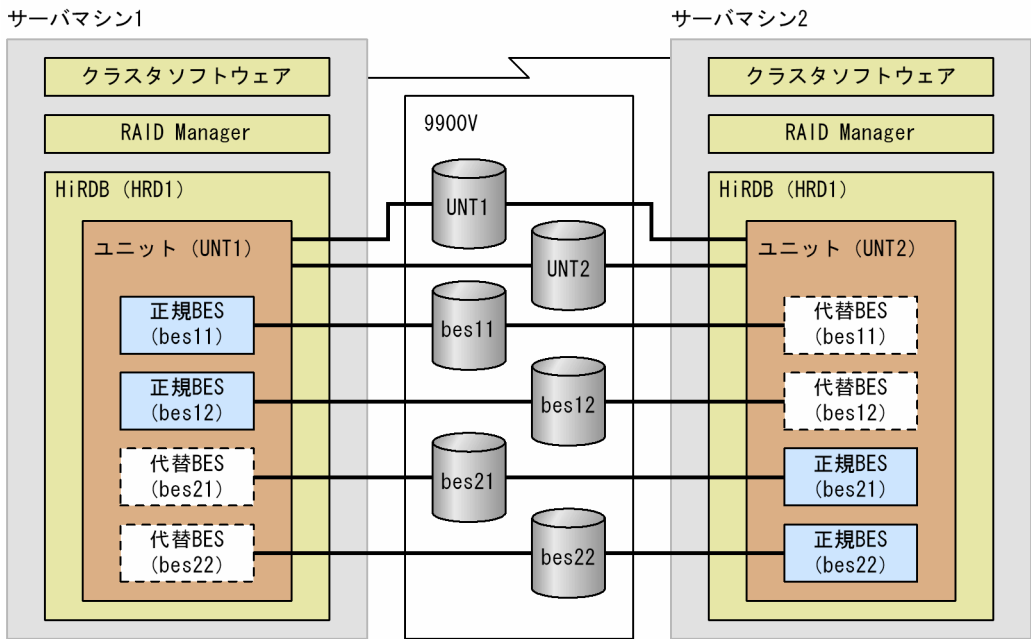 サーバマシン1
クラスタソフトウェア
RAID Manager
HiRDB (HRD1)
ユニット (UNT1)
正規BES
(bes11)
正規BES
(bes12)
代替BES
(bes21)
代替BES
(bes22)
9900V
UNT1
UNT2
bes11
bes12
bes21
bes22
サーバマシン2
クラスタソフトウェア
RAID Manager
HiRDB (HRD1)
ユニット (UNT2)
代替BES
(bes11)
代替BES
(bes12)
正規BES
(bes21)
正規BES
(bes22)